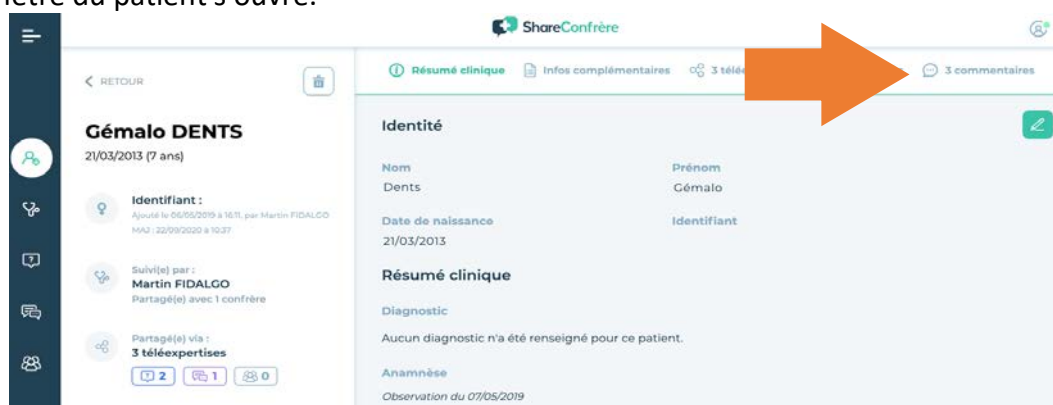 du patient s'ouvre.
ShareConfrère
RETOUR
Résumé clinique
Infos complémentaires
3
3 commentaires
Gémalo DENTS
21/03/2013 (7 ans)
Identifiant :
Ajouté le 06/05/2019 à 16:11, par Martin FIDALGO
MAJ : 22/09/2020 à 10:37
Suivi(e) par :
Martin FIDALGO
Partagé(e) avec 1 confrère
Partagé(e) via :
3 téléexpertises
2
1
0
Identité
Nom
Prénom
Dents
Gémalo
Date de naissance
Identifiant
21/03/2013
Résumé clinique
Diagnostic
Aucun diagnostic n'a été renseigné pour ce patient.
Anamnèse
Observation du 07/05/2019